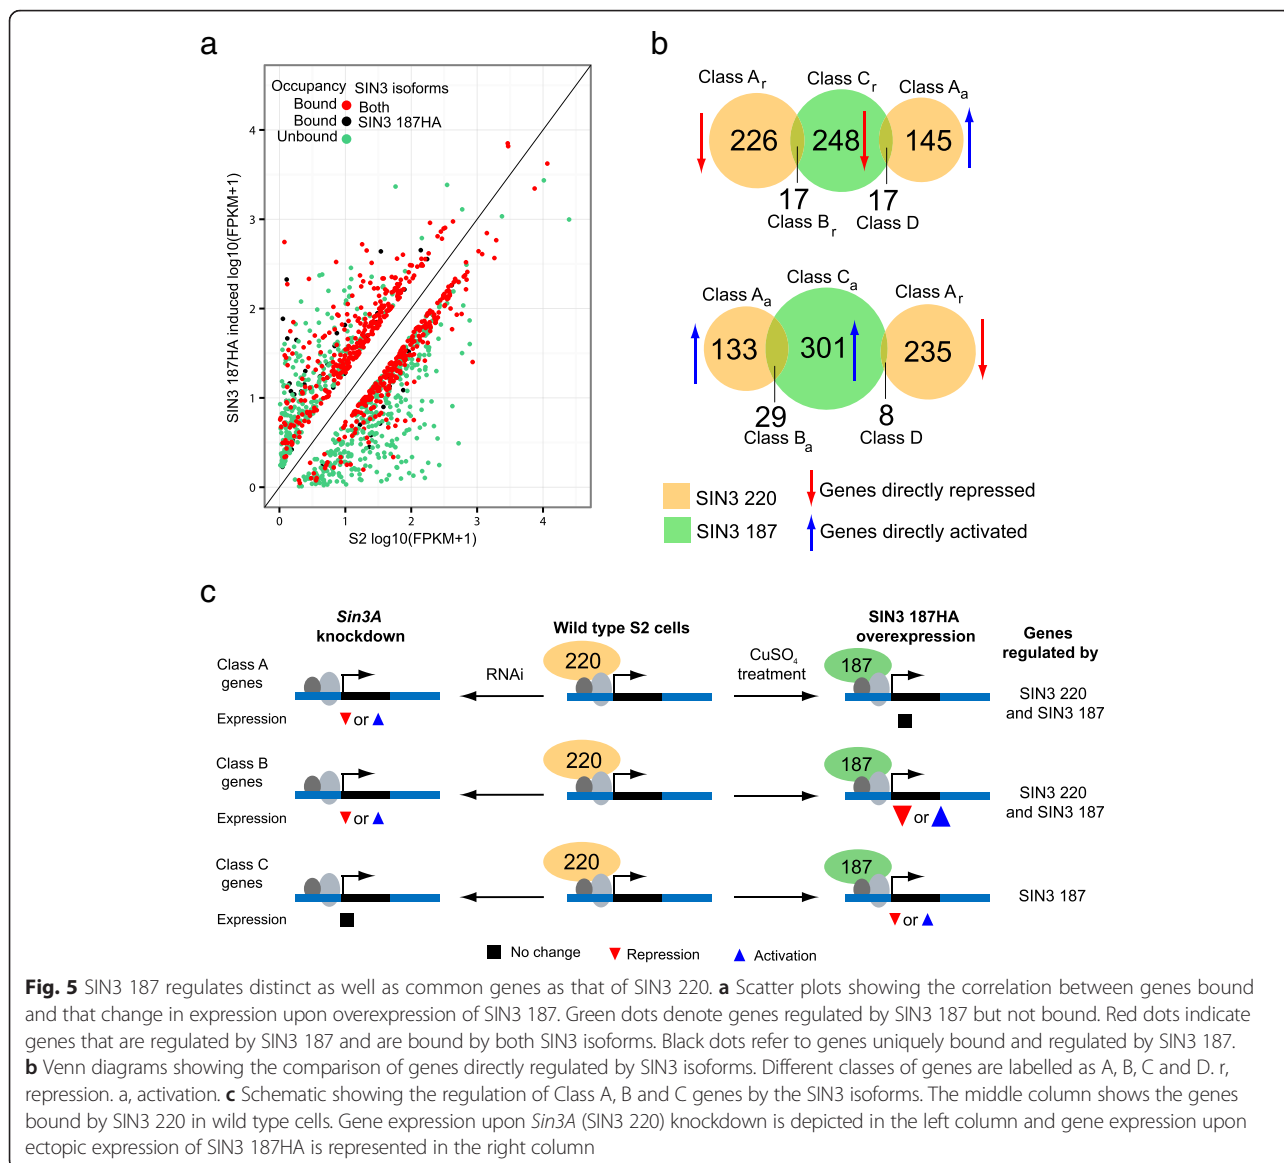 a
Occupancy SIN3 isoforms
Bound Both
Bound SIN3 187HA
Unbound
SIN3 187HA induced log10(FPKM+1)
4
3
2
1
0
0 1 2 3 4
S2 log10(FPKM+1)
b
Class Ar Class Cr Class Aa
226 248 145
17 17
Class Br Class D
Class Aa Class Ca Class Ar
133 301 235
29 8
Class Ba Class D
SIN3 220 Genes directly repressed
SIN3 187 Genes directly activated
c
Sin3A knockdown
Wild type S2 cells
SIN3 187HA overexpression
Genes regulated by
Class A genes
RNAi
220
CuSO4 treatment
187
SIN3 220 and SIN3 187
Expression
or
Class B genes
220
187
SIN3 220 and SIN3 187
Expression
or
or
Class C genes
220
187
SIN3 187
Expression
or
No change Repression Activation
Fig. 5 SIN3 187 regulates distinct as well as common genes as that of SIN3 220. a Scatter plots showing the correlation between genes bound
and that change in expression upon overexpression of SIN3 187. Green dots denote genes regulated by SIN3 187 but not bound. Red dots indicate
genes that are regulated by SIN3 187 and are bound by both SIN3 isoforms. Black dots refer to genes uniquely bound and regulated by SIN3 187.
b Venn diagrams showing the comparison of genes directly regulated by SIN3 isoforms. Different classes of genes are labelled as A, B, C and D. r,
repression. a, activation. c Schematic showing the regulation of Class A, B and C genes by the SIN3 isoforms. The middle column shows the genes
bound by SIN3 220 in wild type cells. Gene expression upon Sin3A (SIN3 220) knockdown is depicted in the left column and gene expression upon
ectopic expression of SIN3 187HA is represented in the right column